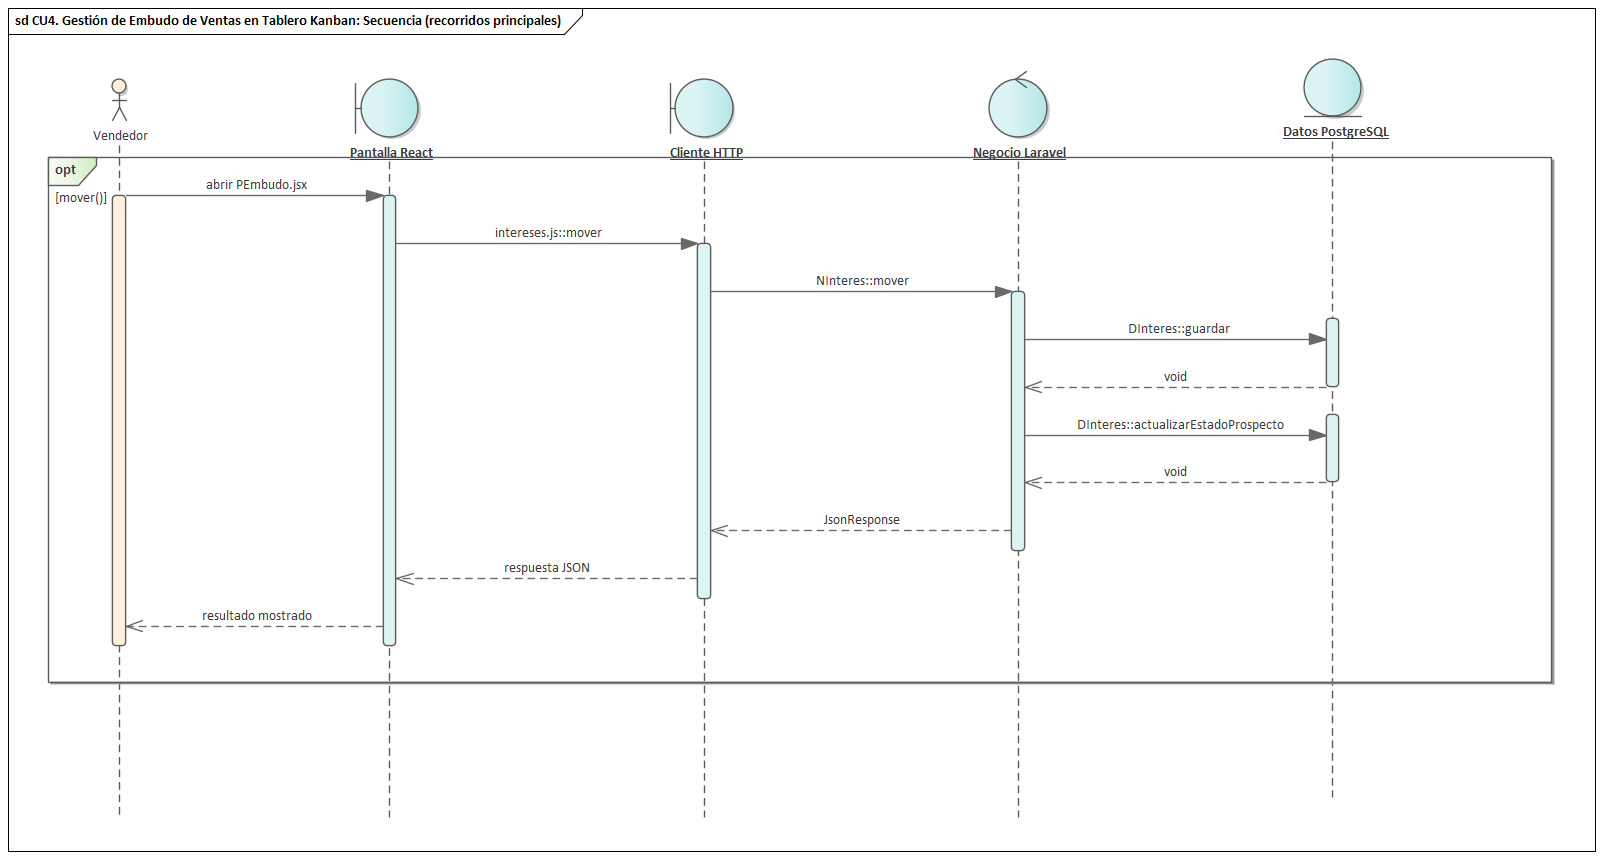 sd CU4. Gestión de Embudo de Ventas en Tablero Kanban: Secuencia (recorridos principales)
Vendedor
Pantalla React
Cliente HTTP
Negocio Laravel
Datos PostgreSQL
opt
[mover()]
abrir PEmbudo.jsx
intereses.js::mover
NInteres::mover
DInteres::guardar
void
DInteres::actualizarEstadoProspecto
void
JsonResponse
respuesta JSON
resultado mostrado